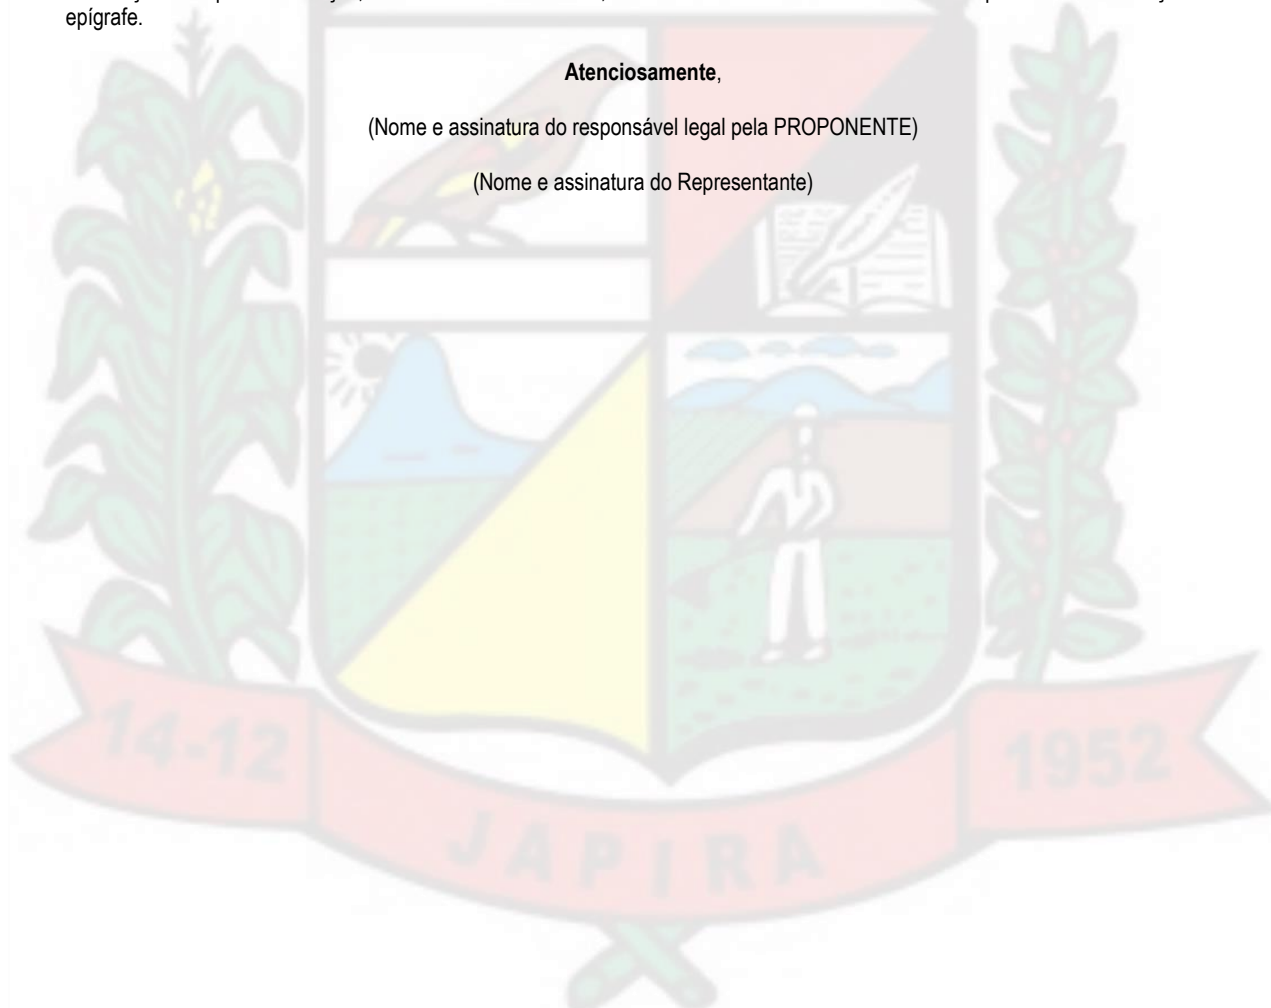 epígrafe.
Atenciosamente,
(Nome e assinatura do responsável legal pela PROPONENTE)
(Nome e assinatura do Representante)
14-12
1952
JAPIRA